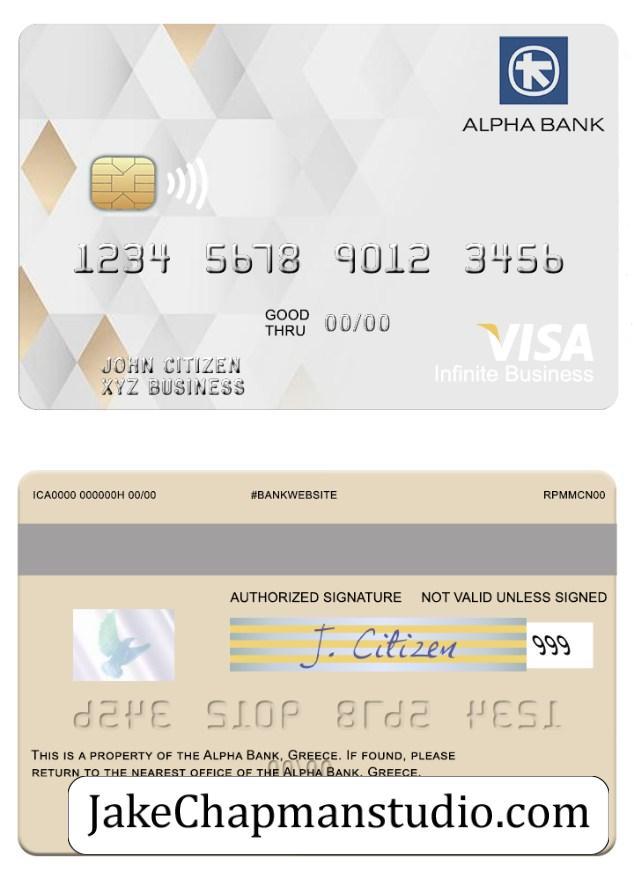 ALPHA BANK
1234 5678 9012 3456
GOOD THRU 00/00
VISA
Infinite Business
JOHN CITIZEN
XYZ BUSINESS
ICA0000 000000H 00/00 #BANKWEBSITE RPMMCN00
AUTHORIZED SIGNATURE NOT VALID UNLESS SIGNED
J. Citizen 999
1234 5678 9012 3456
00/00
THIS IS A PROPERTY OF THE ALPHA BANK, GREECE. IF FOUND, PLEASE
RETURN TO THE NEAREST OFFICE OF THE ALPHA BANK, GREECE.
JakeChapmanstudio.com